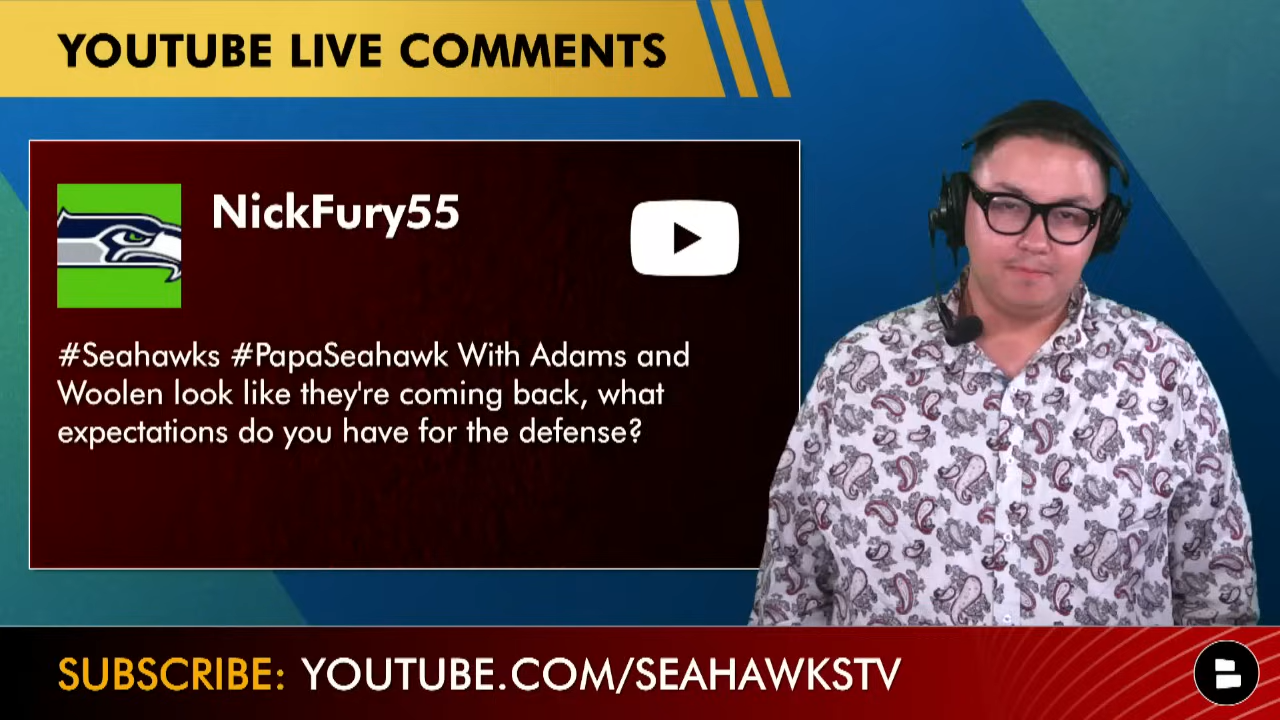 YOUTUBE LIVE COMMENTS
NickFury55
#Seahawks #PapaSeahawk With Adams and
Woolen look like they're coming back, what
expectations do you have for the defense?
SUBSCRIBE: YOUTUBE.COM/SEAHAWKSTV